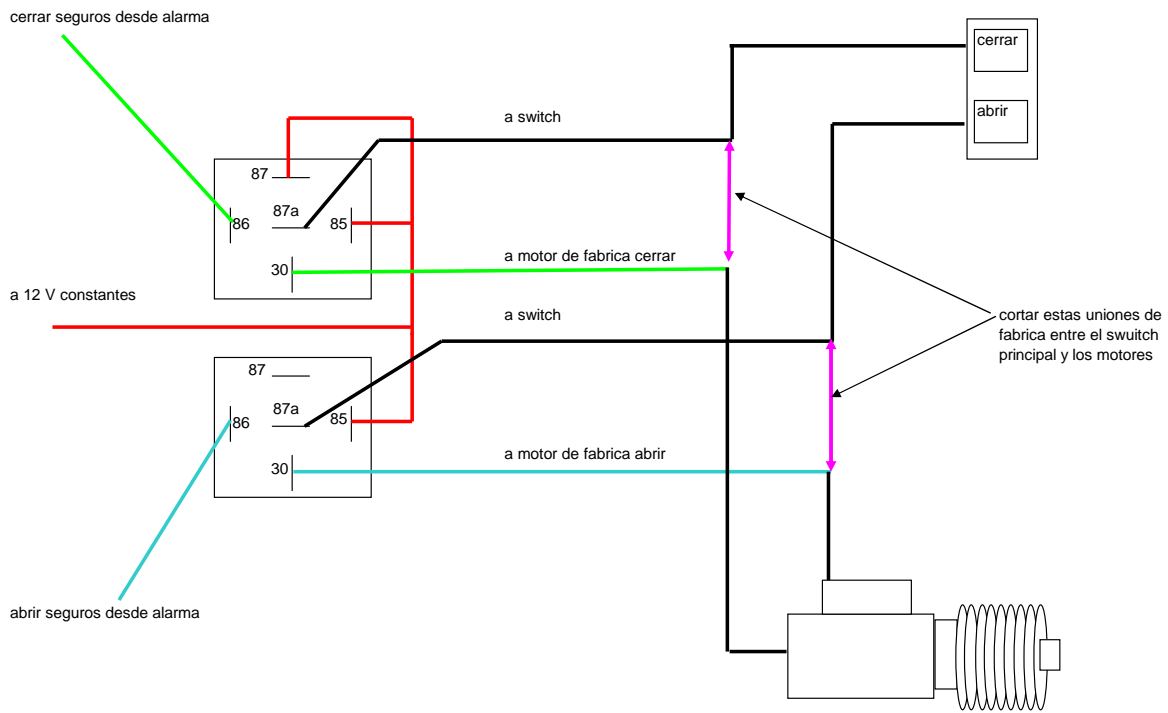 cerrar seguros desde alarma
cerrar
abrir
a switch
87
87a
86
85
a motor de fabrica cerrar
30
a 12 V constantes
a switch
cortar estas uniones de
fabrica entre el swuitch
principal y los motores
87
87a
86
85
a motor de fabrica abrir
30
abrir seguros desde alarma